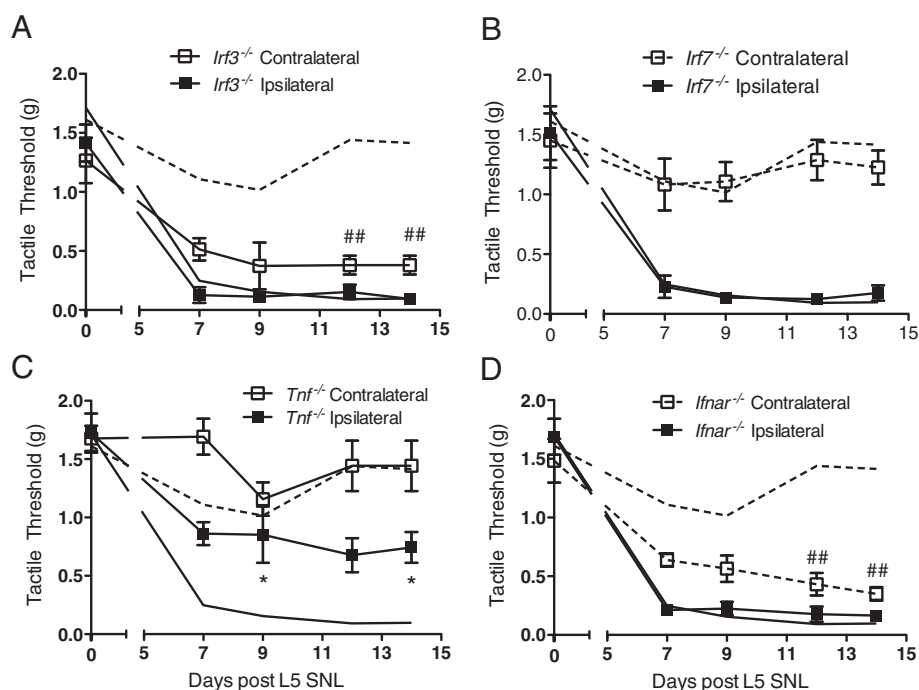 A
Irf3-/- Contralateral
Irf3-/- Ipsilateral
Tactile Threshold (g)
2.0
1.5
1.0
0.5
0.0
##
##
0 5 7 9 11 13 15
B
Irf7-/- Contralateral
Irf7-/- Ipsilateral
Tactile Threshold (g)
2.0
1.5
1.0
0.5
0.0
0 5 7 9 11 13 15
C
Tnf-/- Contralateral
Tnf-/- Ipsilateral
Tactile Threshold (g)
2.0
1.5
1.0
0.5
0.0
*
*
0 5 7 9 11 13 15
Days post L5 SNL
D
Ifnar-/- Contralateral
Ifnar-/- Ipsilateral
Tactile Threshold (g)
2.0
1.5
1.0
0.5
0.0
##
##
0 5 7 9 11 13 15
Days post L5 SNL